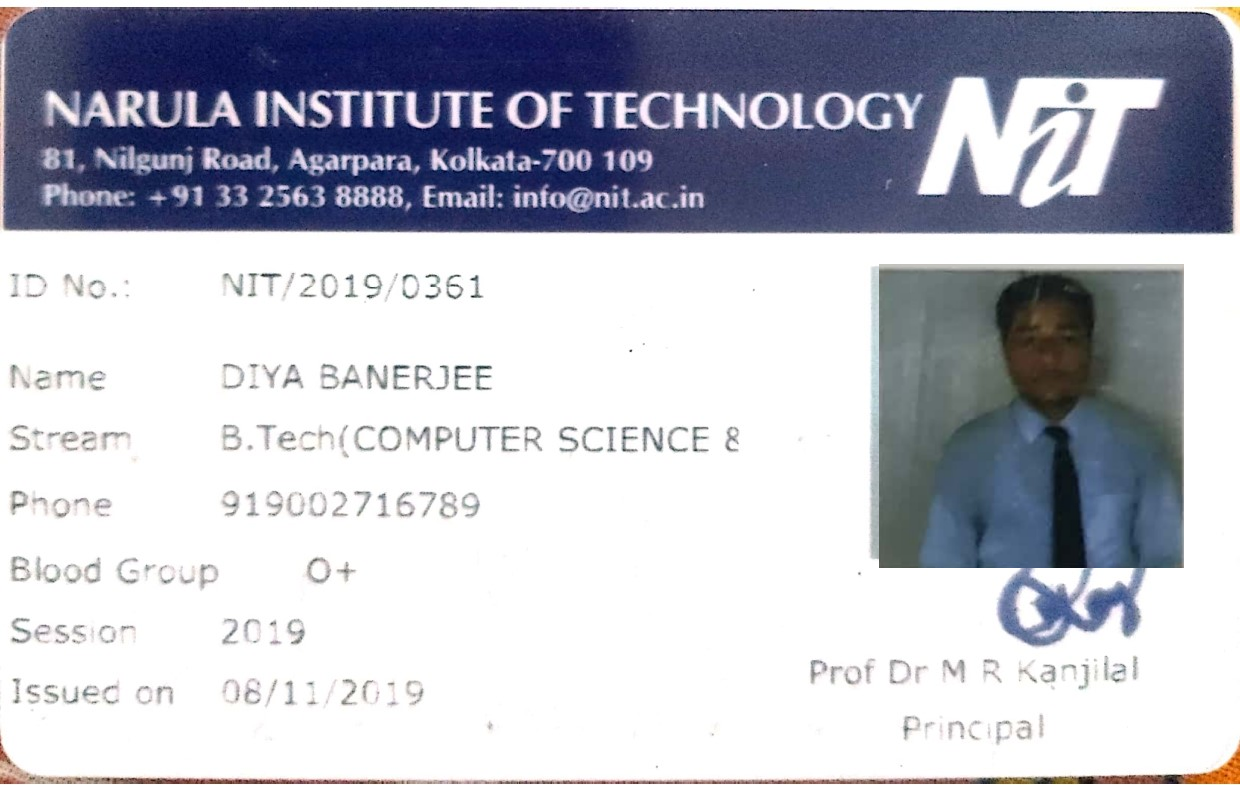 NARULA INSTITUTE OF TECHNOLOGY
NiT
81, Nilgunj Road, Agarpara, Kolkata-700 109
Phone: +91 33 2563 8888, Email: info@nit.ac.in
ID No.: NIT/2019/0361
Name DIYA BANERJEE
Stream B.Tech(COMPUTER SCIENCE &
Phone 919002716789
Blood Group O+
Session 2019
Issued on 08/11/2019
Prof Dr M R Kanjilal
Principal